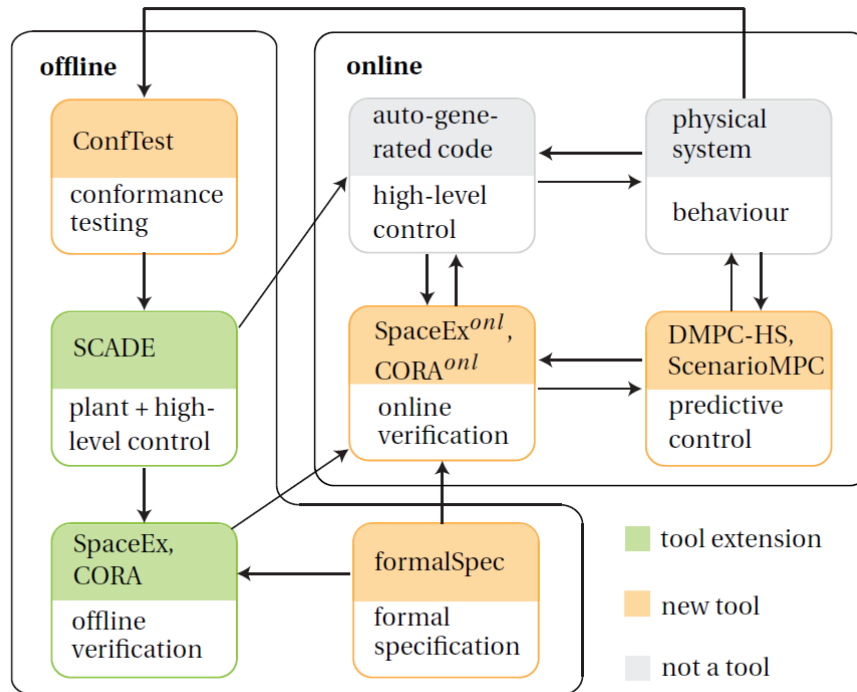 offline
online
ConfTest
conformance
testing
auto-gene-
rated code
high-level
control
physical
system
behaviour
SCADE
plant + high-
level control
SpaceEx^onl,
CORA^onl
online
verification
DMPC-HS,
ScenarioMPC
predictive
control
SpaceEx,
CORA
offline
verification
formalSpec
formal
specification
tool extension
new tool
not a tool